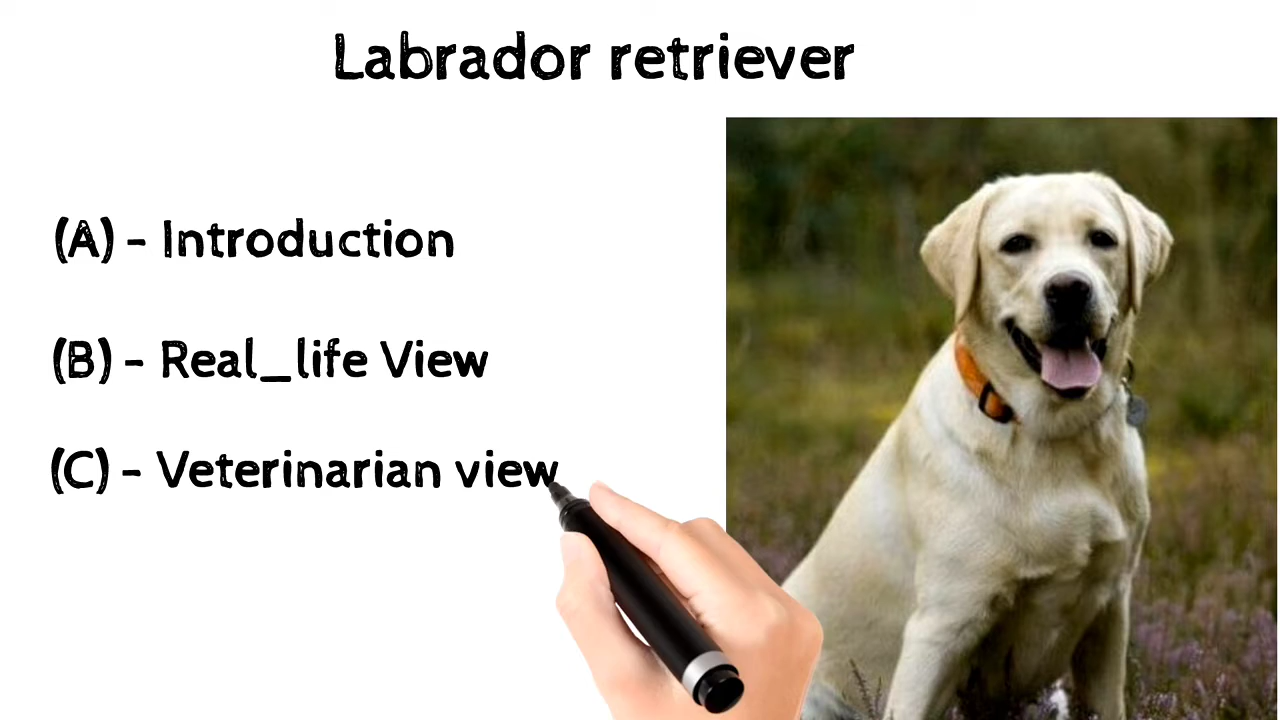 Labrador retriever
(A) - Introduction
(B) - Real_life View
(C) - Veterinarian view